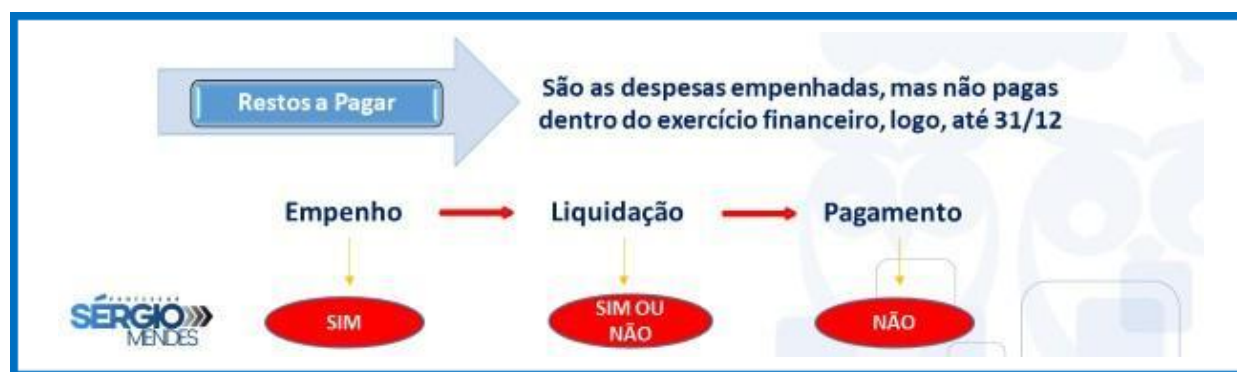 Restos a Pagar
São as despesas empenhadas, mas não pagas
dentro do exercício financeiro, logo, até 31/12
Empenho
Liquidação
Pagamento
SIM
SIM OU
NÃO
NÃO
PROFESSOR
SÉRGIO
MENDES